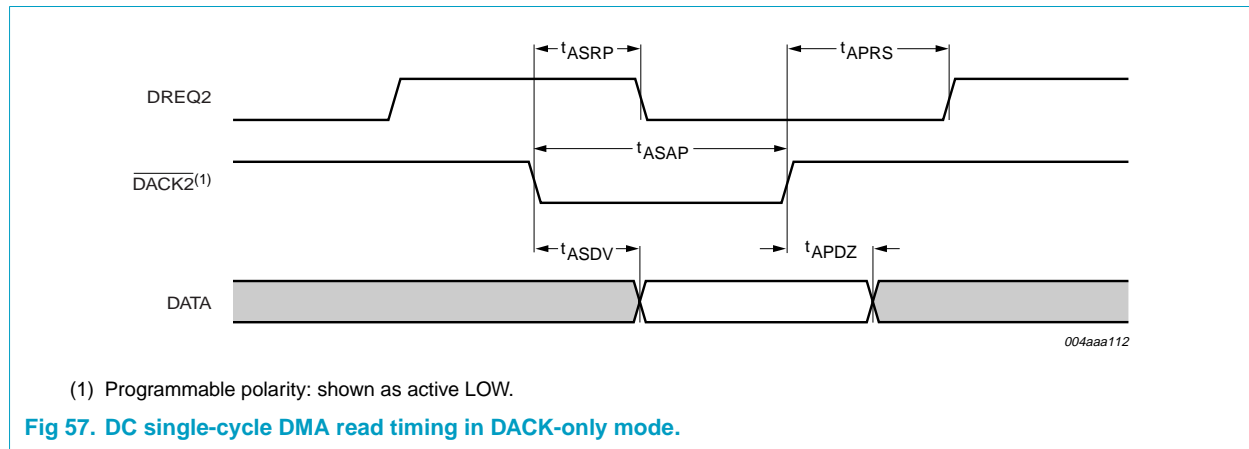 tASRP
tAPRS
DREQ2
tASAP
DACK2(1)
tASDV
tAPDZ
DATA
004aaa112
(1) Programmable polarity: shown as active LOW.
Fig 57. DC single-cycle DMA read timing in DACK-only mode.